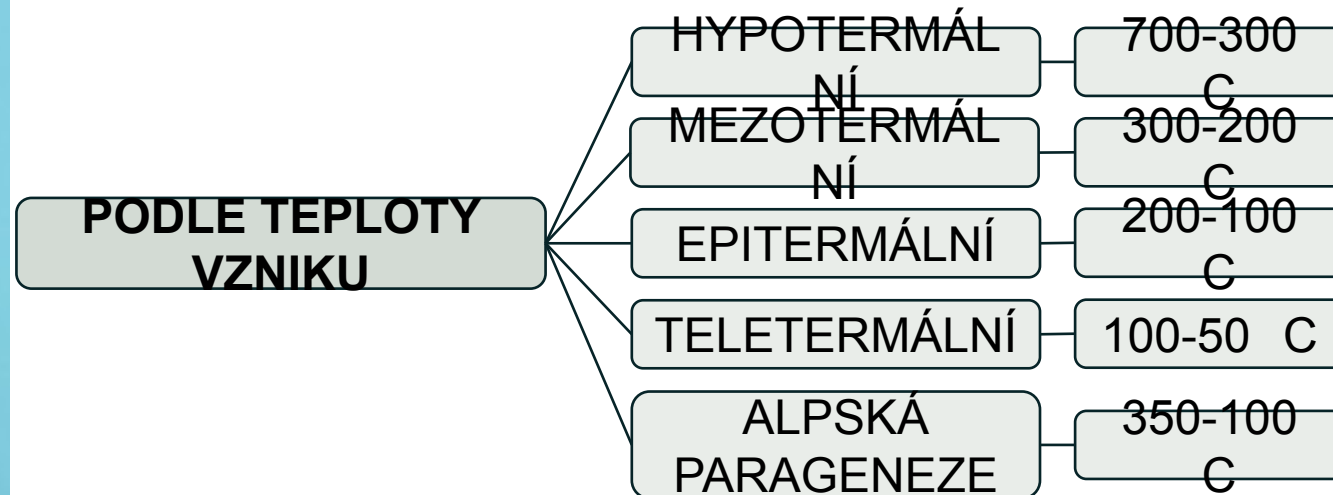 HYPOTERMÁL
NÍ
700-300
C
MEZOTERMÁL
NÍ
300-200
C
PODLE TEPLOTY
VZNIKU
EPITERMÁLNÍ
200-100
C
TELETERMÁLNÍ
100-50 C
ALPSKÁ
PARAGENEZE
350-100
C